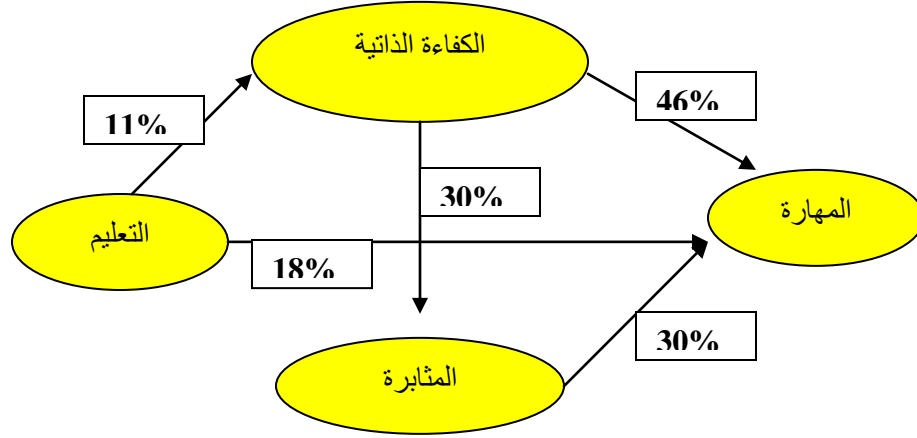 الكفاءة الذاتية
46%
11%
30%
المهارة
التعليم
18%
30%
المثابرة